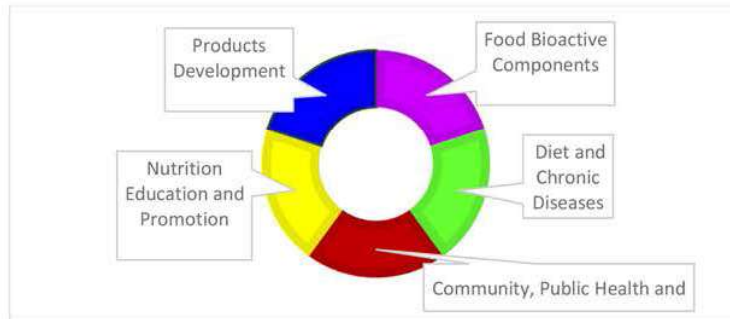 Products
Development
Food Bioactive
Components
Diet and
Chronic
Diseases
Nutrition
Education and
Promotion
Community, Public Health and